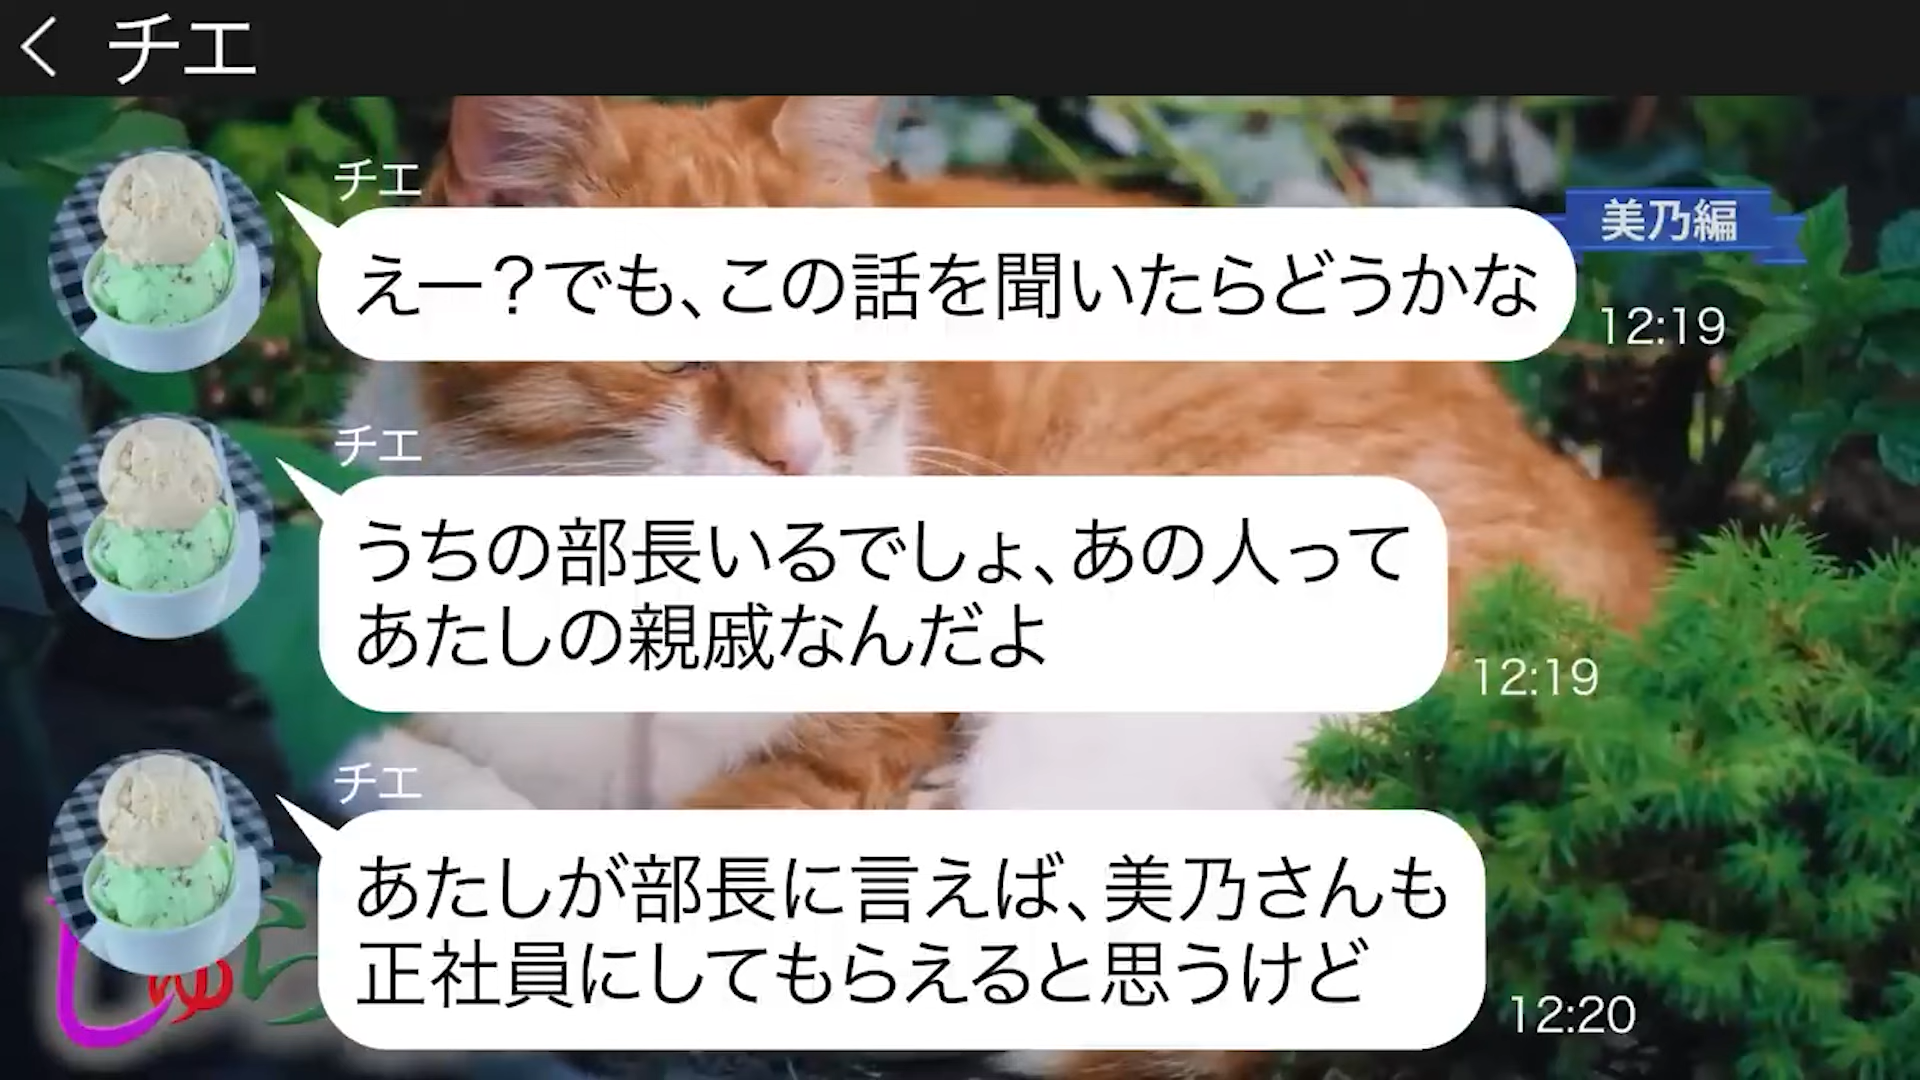 チエ
チエ
美乃編
えー？でも、この話を聞いたらどうかな
12:19
チエ
うちの部長いるでしょ、あの人って
あたしの親戚なんだよ
12:19
チエ
あたしが部長に言えば、美乃さんも
正社員にしてもらえると思うけど
12:20
しゅら